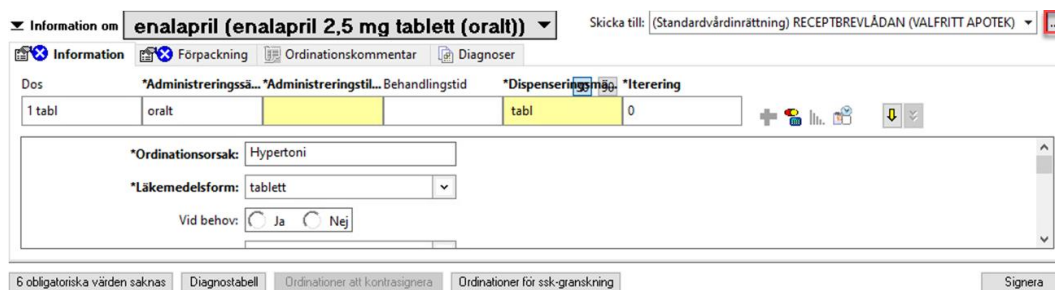 Information om enalapril (enalapril 2,5 mg tablett (oralt)) Skicka till: (Standardvårdinrättning) RECEPTBREVLÅDAN (VALFRITT APOTEK) ...
Information Förpackning Ordinationskommentar Diagnoser
Dos *Administreringssä... *Administreringstil... Behandlingtid *Dispenseringsmä... *Iterering
1 tabl oralt tabl 0
*Ordinationsorsak: Hypertoni
*Läkemedelsform: tablett
Vid behov: Ja Nej
6 obligatoriska värden saknas Diagnostabell Ordinationer att kontrasignera Ordinationer för ssk-granskning Signera